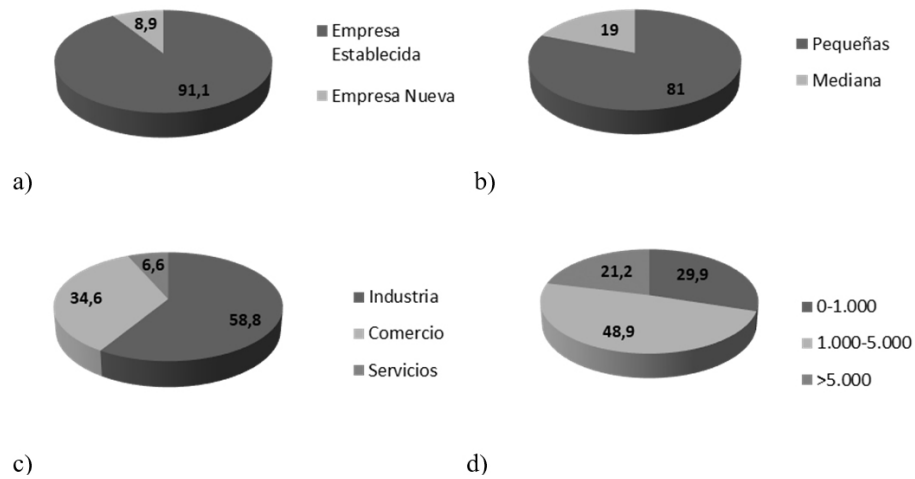 8,9
91,1
Empresa
Establecida
Empresa Nueva
a)
19
81
Pequeñas
Mediana
b)
6,6
34,6
58,8
Industria
Comercio
Servicios
c)
21,2
29,9
48,9
0-1.000
1.000-5.000
>5.000
d)